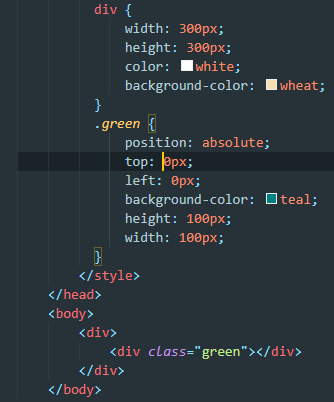 div {
width: 300px;
height: 300px;
color: white;
background-color: wheat;
}
.green {
position: absolute;
top: 0px;
left: 0px;
background-color: teal;
height: 100px;
width: 100px;
}
</style>
</head>
<body>
<div>
<div class="green"></div>
</div>
</body>